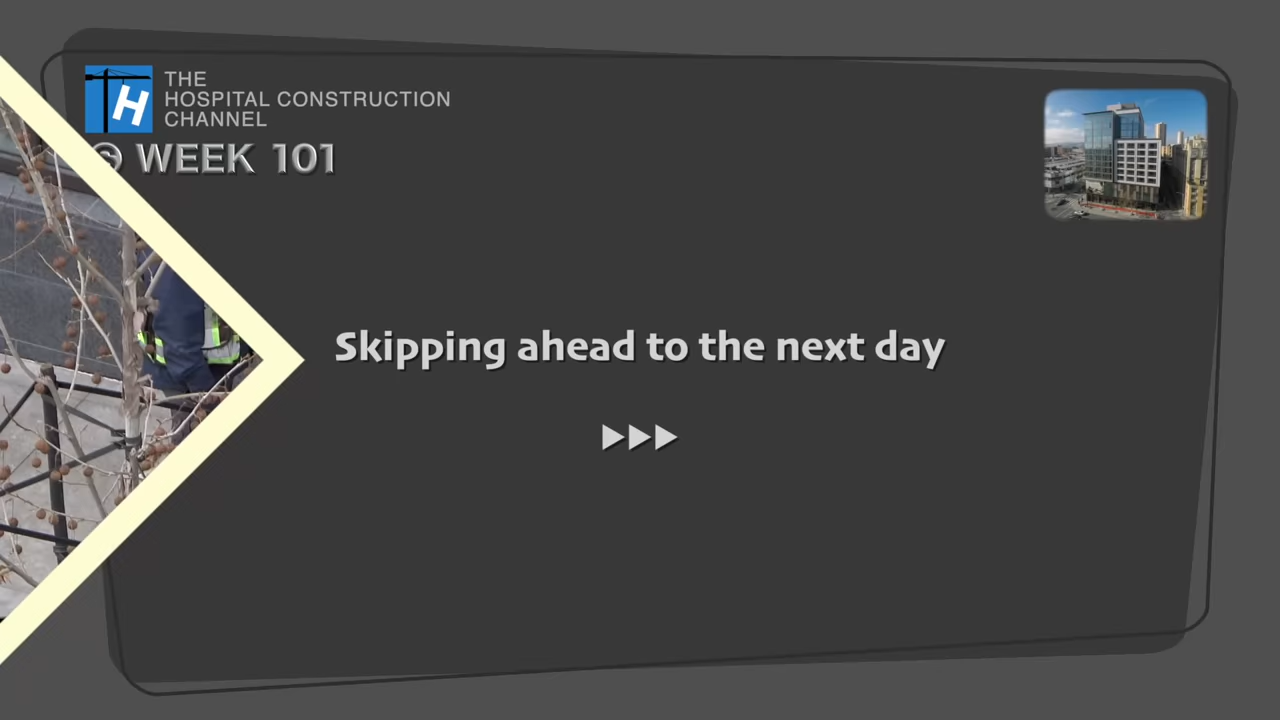 THE
HOSPITAL CONSTRUCTION
CHANNEL
WEEK 101
Skipping ahead to the next day